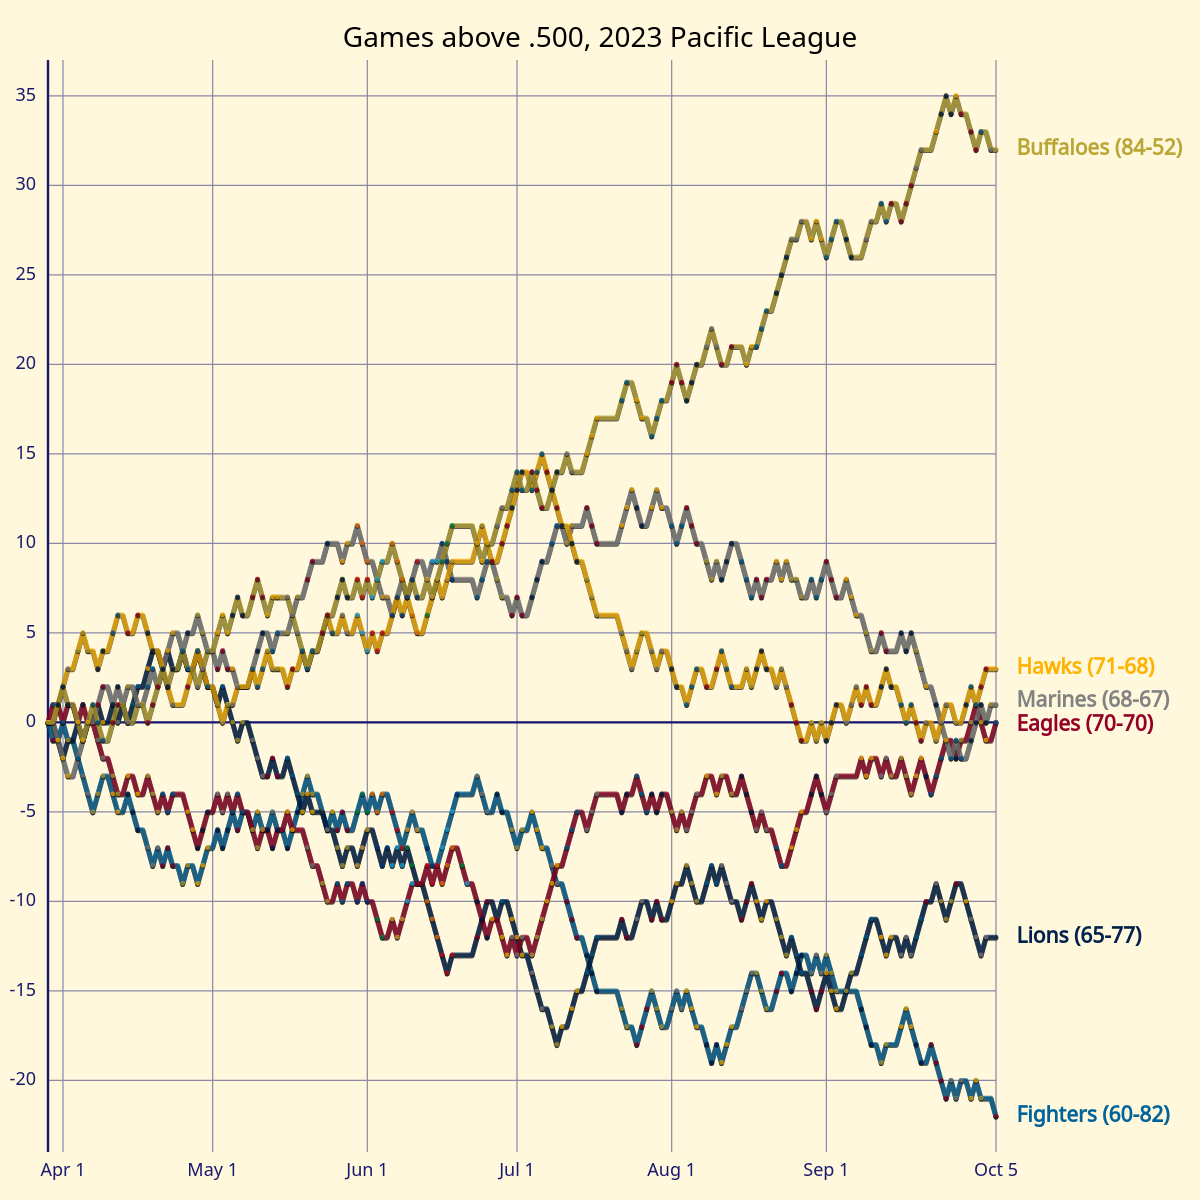 Games above .500, 2023 Pacific League
35
30
25
20
15
10
5
0
-5
-10
-15
-20
Buffaloes (84-52)
Hawks (71-68)
Marines (68-67)
Eagles (70-70)
Lions (65-77)
Fighters (60-82)
Apr 1 May 1 Jun 1 Jul 1 Aug 1 Sep 1 Oct 5